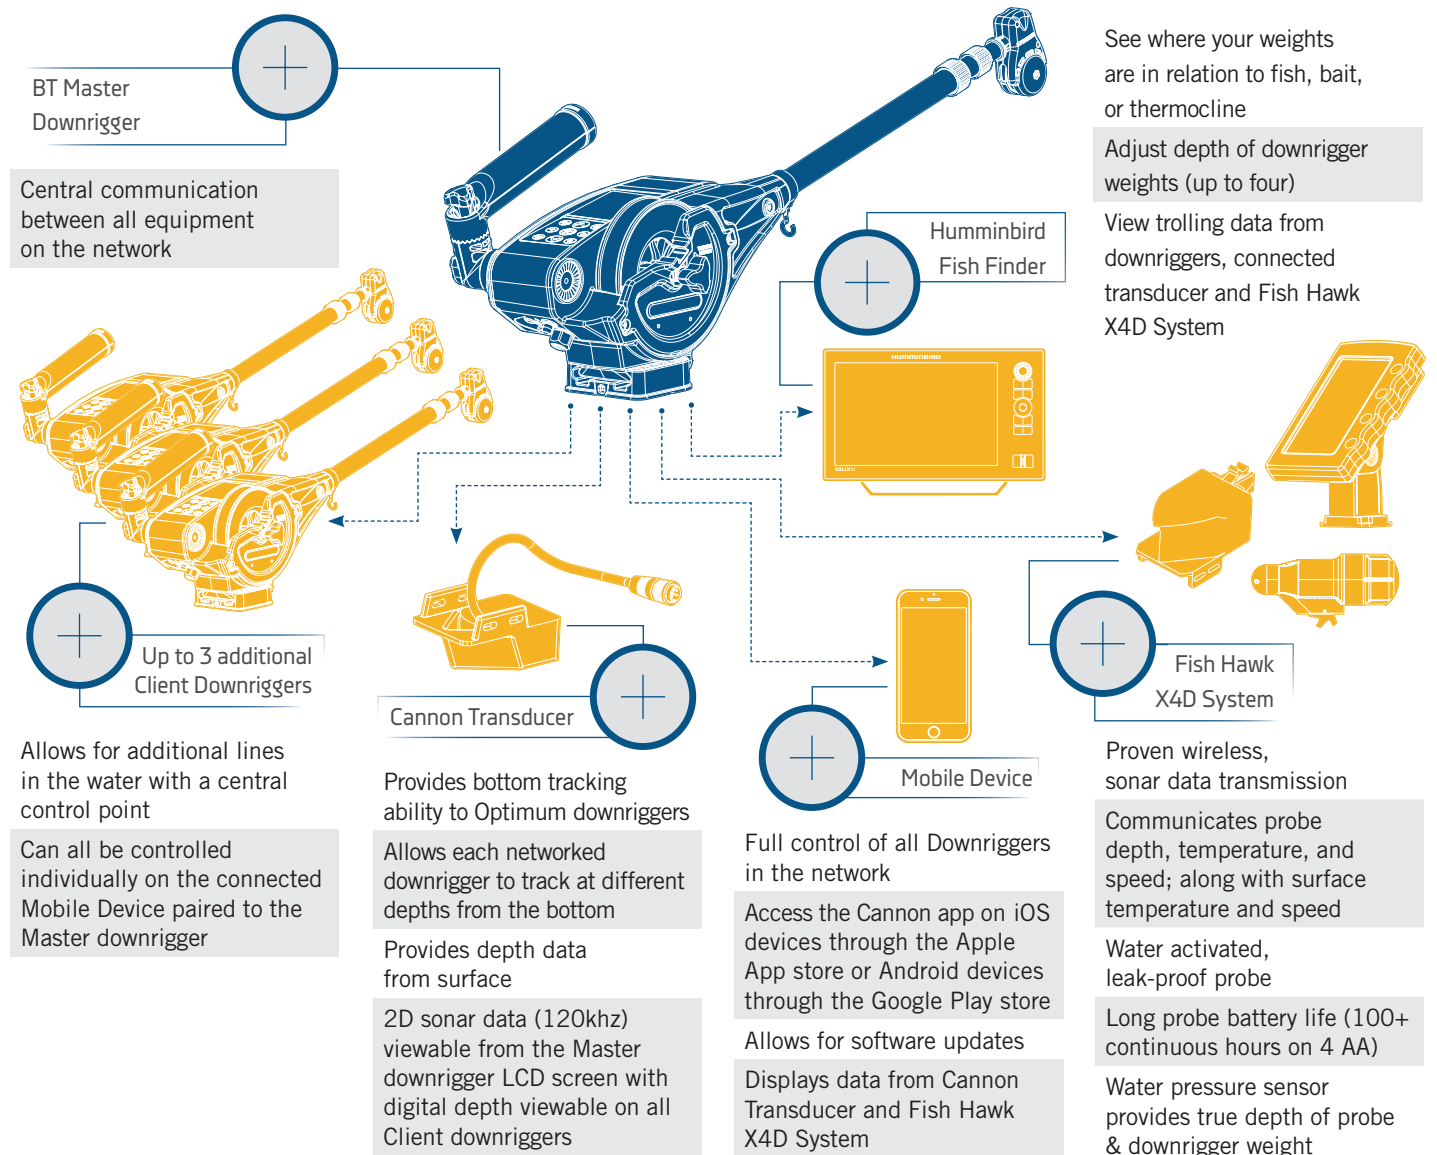 BT Master
Downrigger
Central communication
between all equipment
on the network
See where your weights
are in relation to fish, bait,
or thermocline
Adjust depth of downrigger
weights (up to four)
View trolling data from
downriggers, connected
transducer and Fish Hawk
X4D System
Humminbird
Fish Finder
HUMMINBIRD
SOLIX10
Up to 3 additional
Client Downriggers
Allows for additional lines
in the water with a central
control point
Can all be controlled
individually on the connected
Mobile Device paired to the
Master downrigger
Cannon Transducer
Provides bottom tracking
ability to Optimum downriggers
Allows each networked
downrigger to track at different
depths from the bottom
Provides depth data
from surface
2D sonar data (120khz)
viewable from the Master
downrigger LCD screen with
digital depth viewable on all
Client downriggers
Mobile Device
Full control of all Downriggers
in the network
Access the Cannon app on iOS
devices through the Apple
App store or Android devices
through the Google Play store
Allows for software updates
Displays data from Cannon
Transducer and Fish Hawk
X4D System
Fish Hawk
X4D System
Proven wireless,
sonar data transmission
Communicates probe
depth, temperature, and
speed; along with surface
temperature and speed
Water activated,
leak-proof probe
Long probe battery life (100+
continuous hours on 4 AA)
Water pressure sensor
provides true depth of probe
& downrigger weight